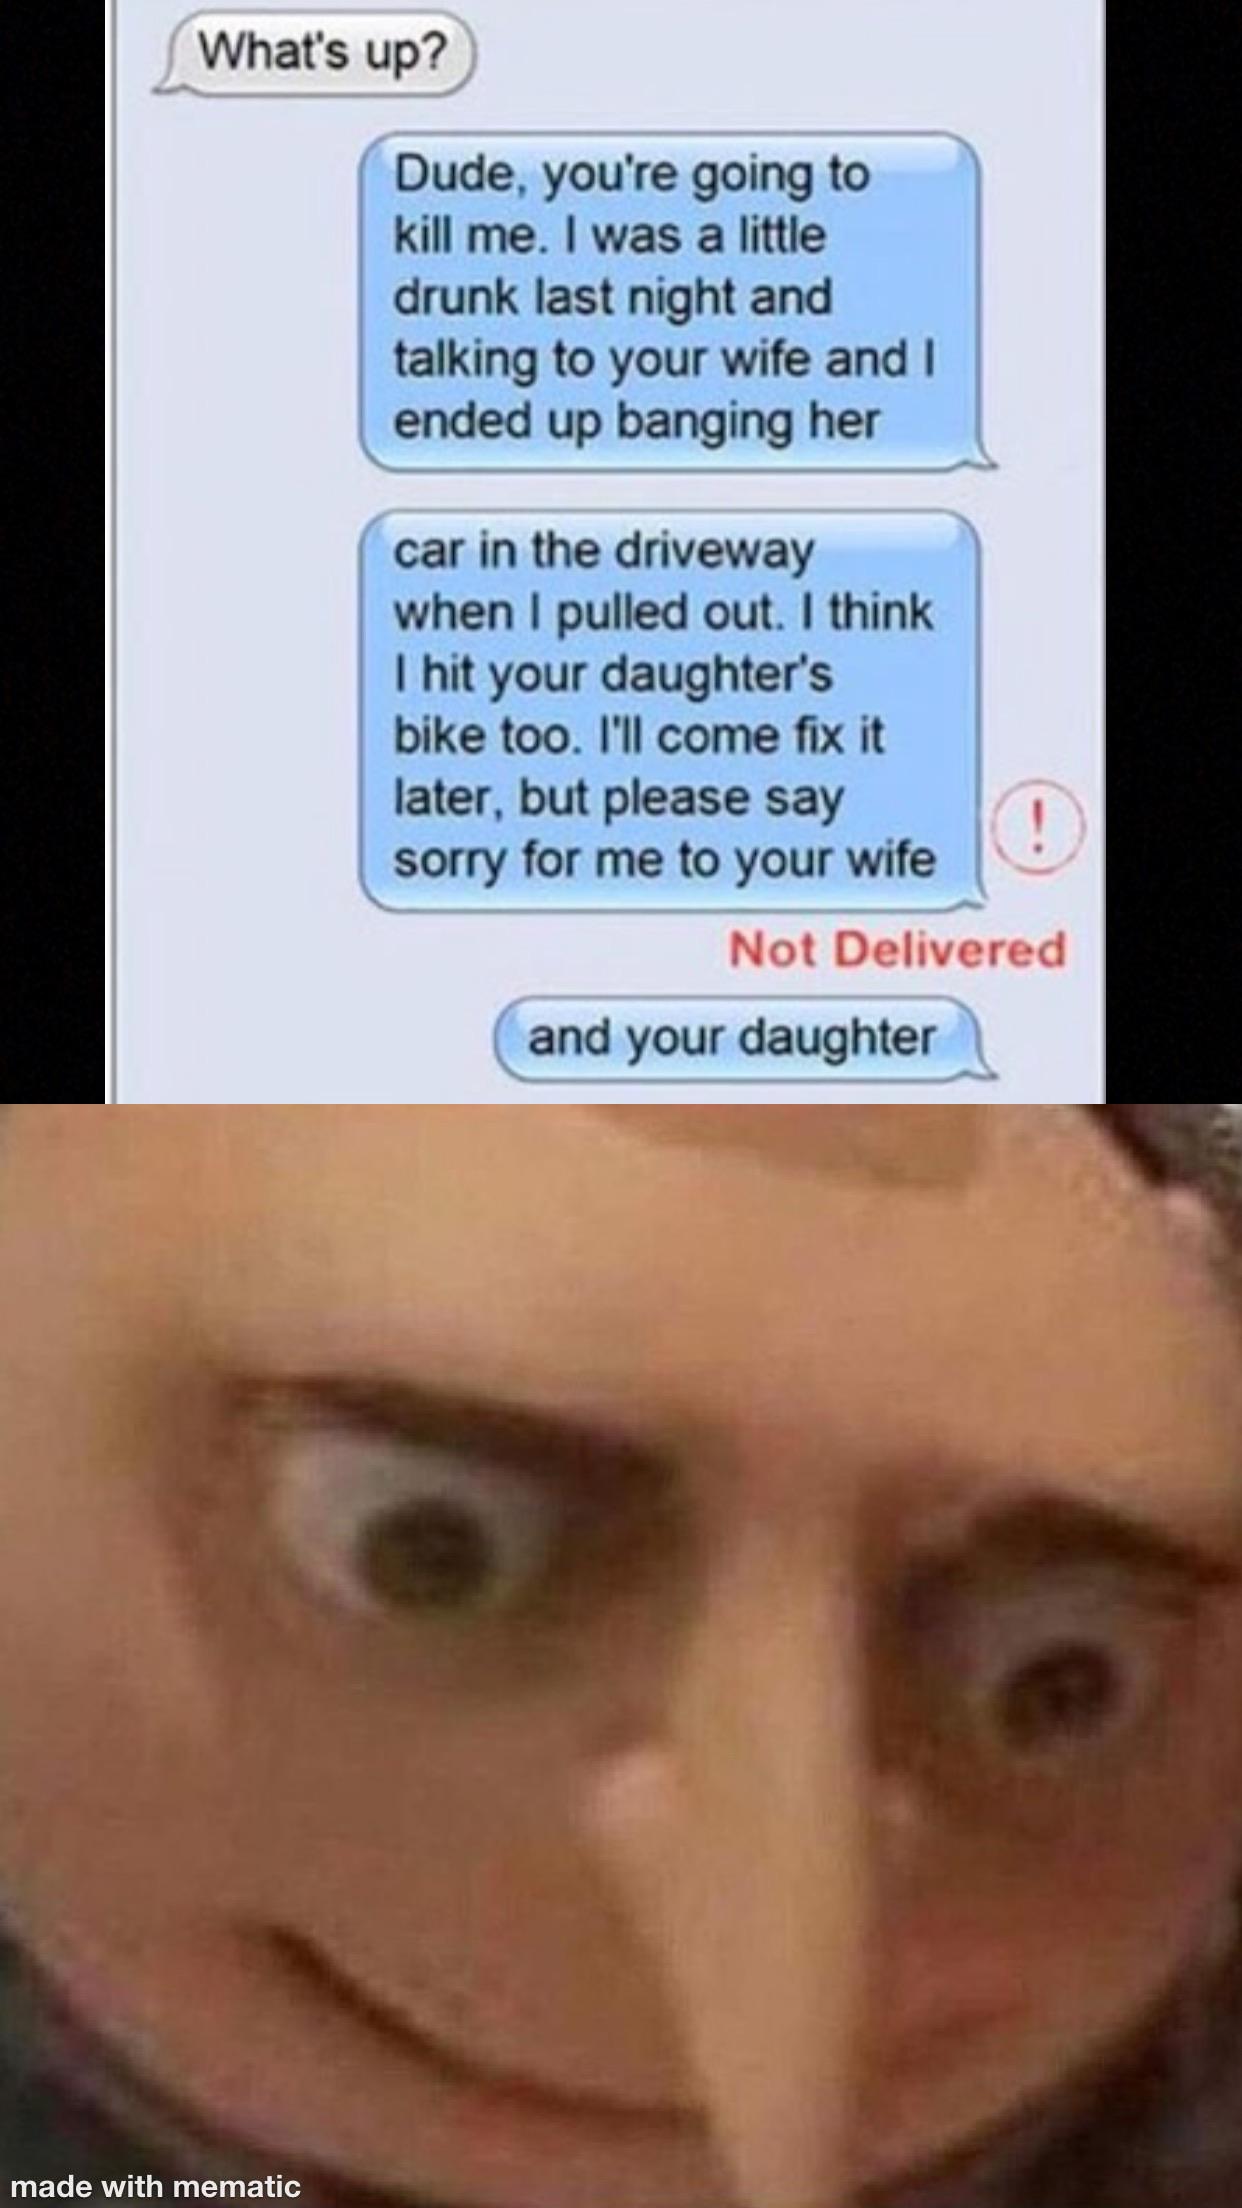 What's up?
Dude, you're going to
kill me. I was a little
drunk last night and
talking to your wife and I
ended up banging her
car in the driveway
when I pulled out. I think
I hit your daughter's
bike too. I'll come fix it
later, but please say
sorry for me to your wife
!
Not Delivered
and your daughter
made with mematic